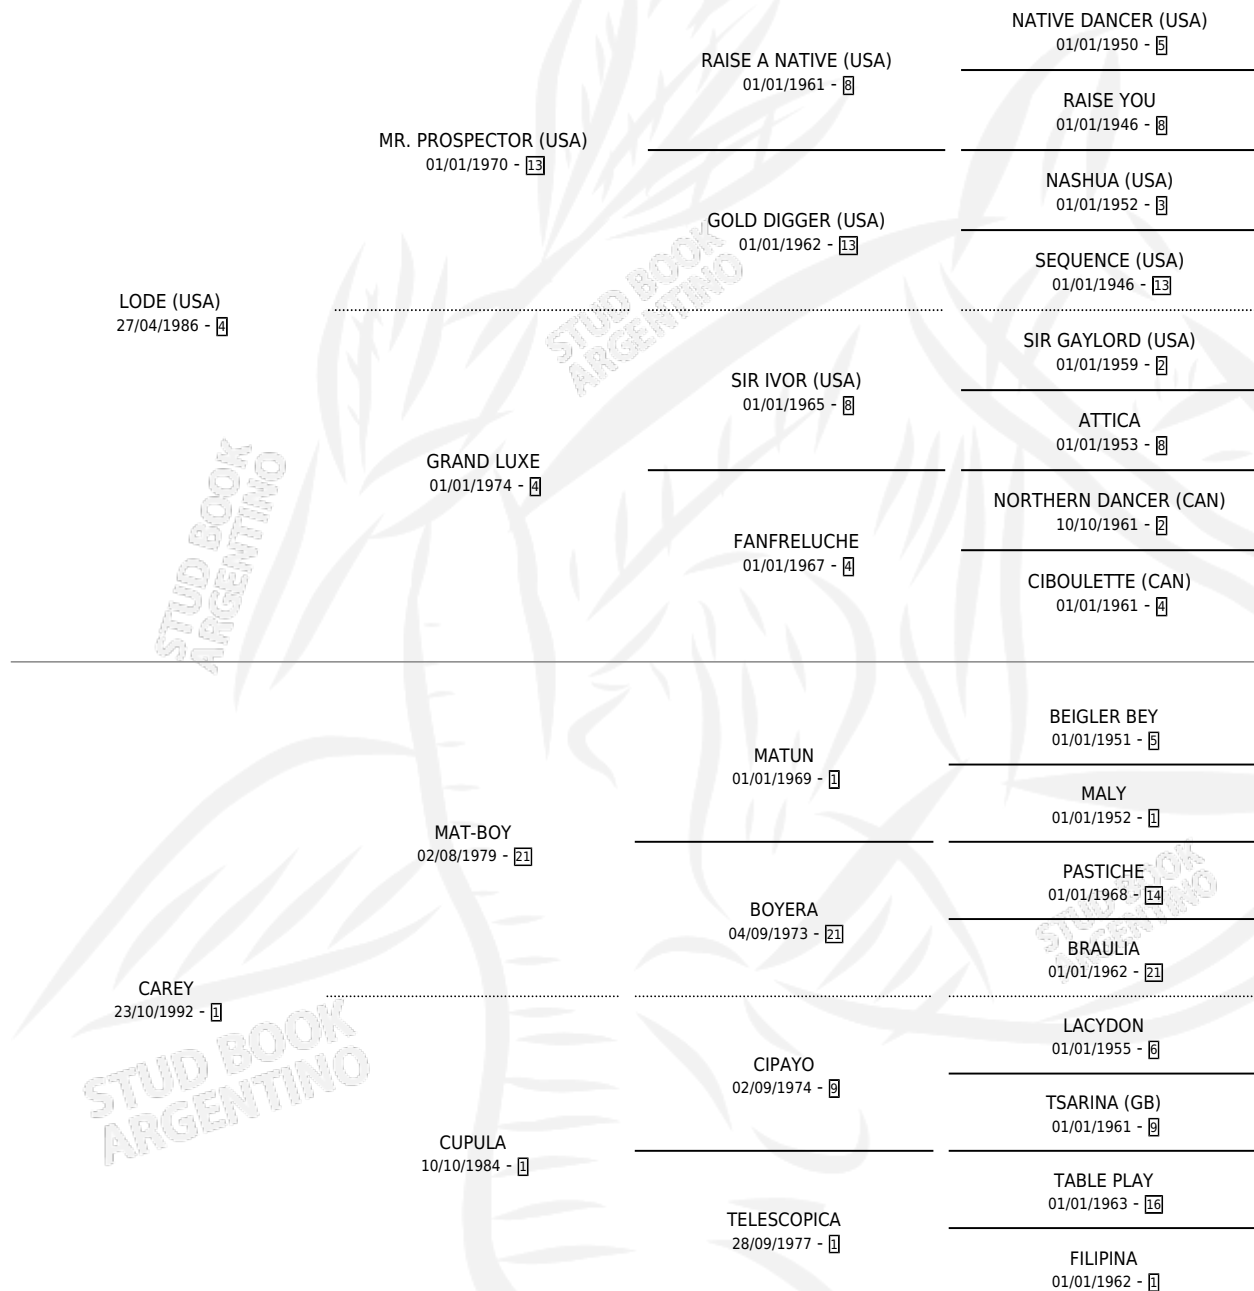 NATIVE DANCER (USA)
01/01/1950 - 5
RAISE A NATIVE (USA)
01/01/1961 - 8
RAISE YOU
01/01/1946 - 8
MR. PROSPECTOR (USA)
01/01/1970 - 13
NASHUA (USA)
01/01/1952 - 3
GOLD DIGGER (USA)
01/01/1962 - 13
SEQUENCE (USA)
01/01/1946 - 13
LODE (USA)
27/04/1986 - 4
STUD BOOK
ARGENTINO
SIR GAYLORD (USA)
01/01/1959 - 2
SIR IVOR (USA)
01/01/1965 - 8
ATTICA
01/01/1953 - 8
GRAND LUXE
01/01/1974 - 4
NORTHERN DANCER (CAN)
10/10/1961 - 2
FANFRELUCHE
01/01/1967 - 4
CIBOULETTE (CAN)
01/01/1961 - 4
STUD BOOK
ARGENTINO
BEIGLER BEY
01/01/1951 - 5
MATUN
01/01/1969 - 1
MALY
01/01/1952 - 1
MAT-BOY
02/08/1979 - 21
PASTICHE
01/01/1968 - 14
BOYERA
04/09/1973 - 21
STUD BOOK
ARGENTINO
BRAULIA
01/01/1962 - 21
CAREY
23/10/1992 - 1
LACYDON
01/01/1955 - 6
CIPAYO
02/09/1974 - 9
TSARINA (GB)
01/01/1961 - 9
STUD BOOK
ARGENTINO
CUPULA
10/10/1984 - 1
TABLE PLAY
01/01/1963 - 16
TELESCOPICA
28/09/1977 - 1
FILIPINA
01/01/1962 - 1